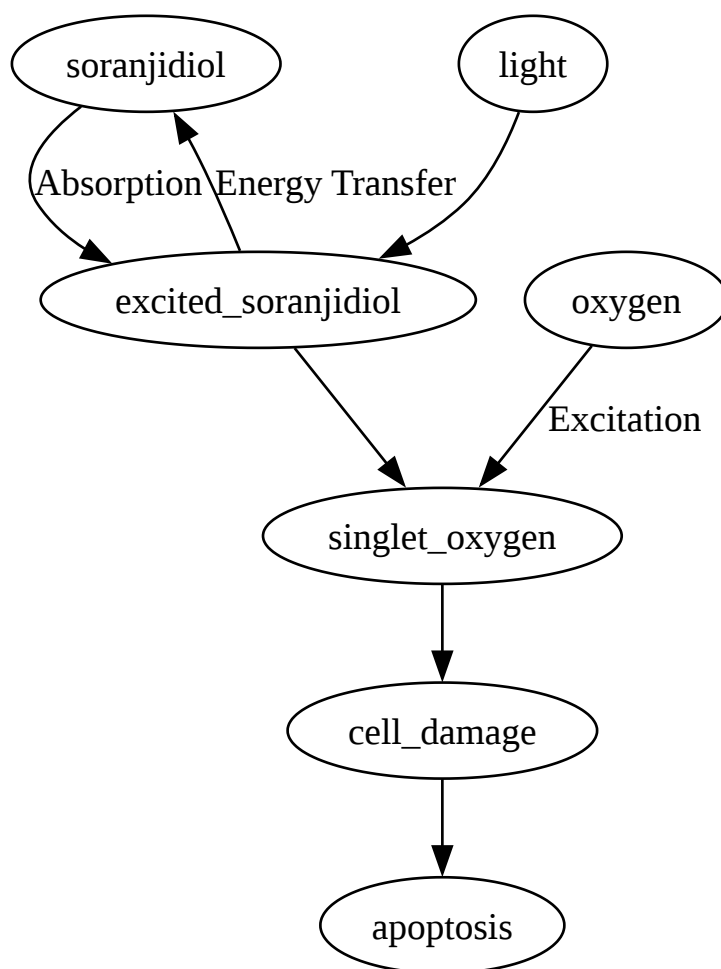 soranjidiol
light
Absorption
Energy Transfer
excited_soranjidiol
oxygen
Excitation
singlet_oxygen
cell_damage
apoptosis